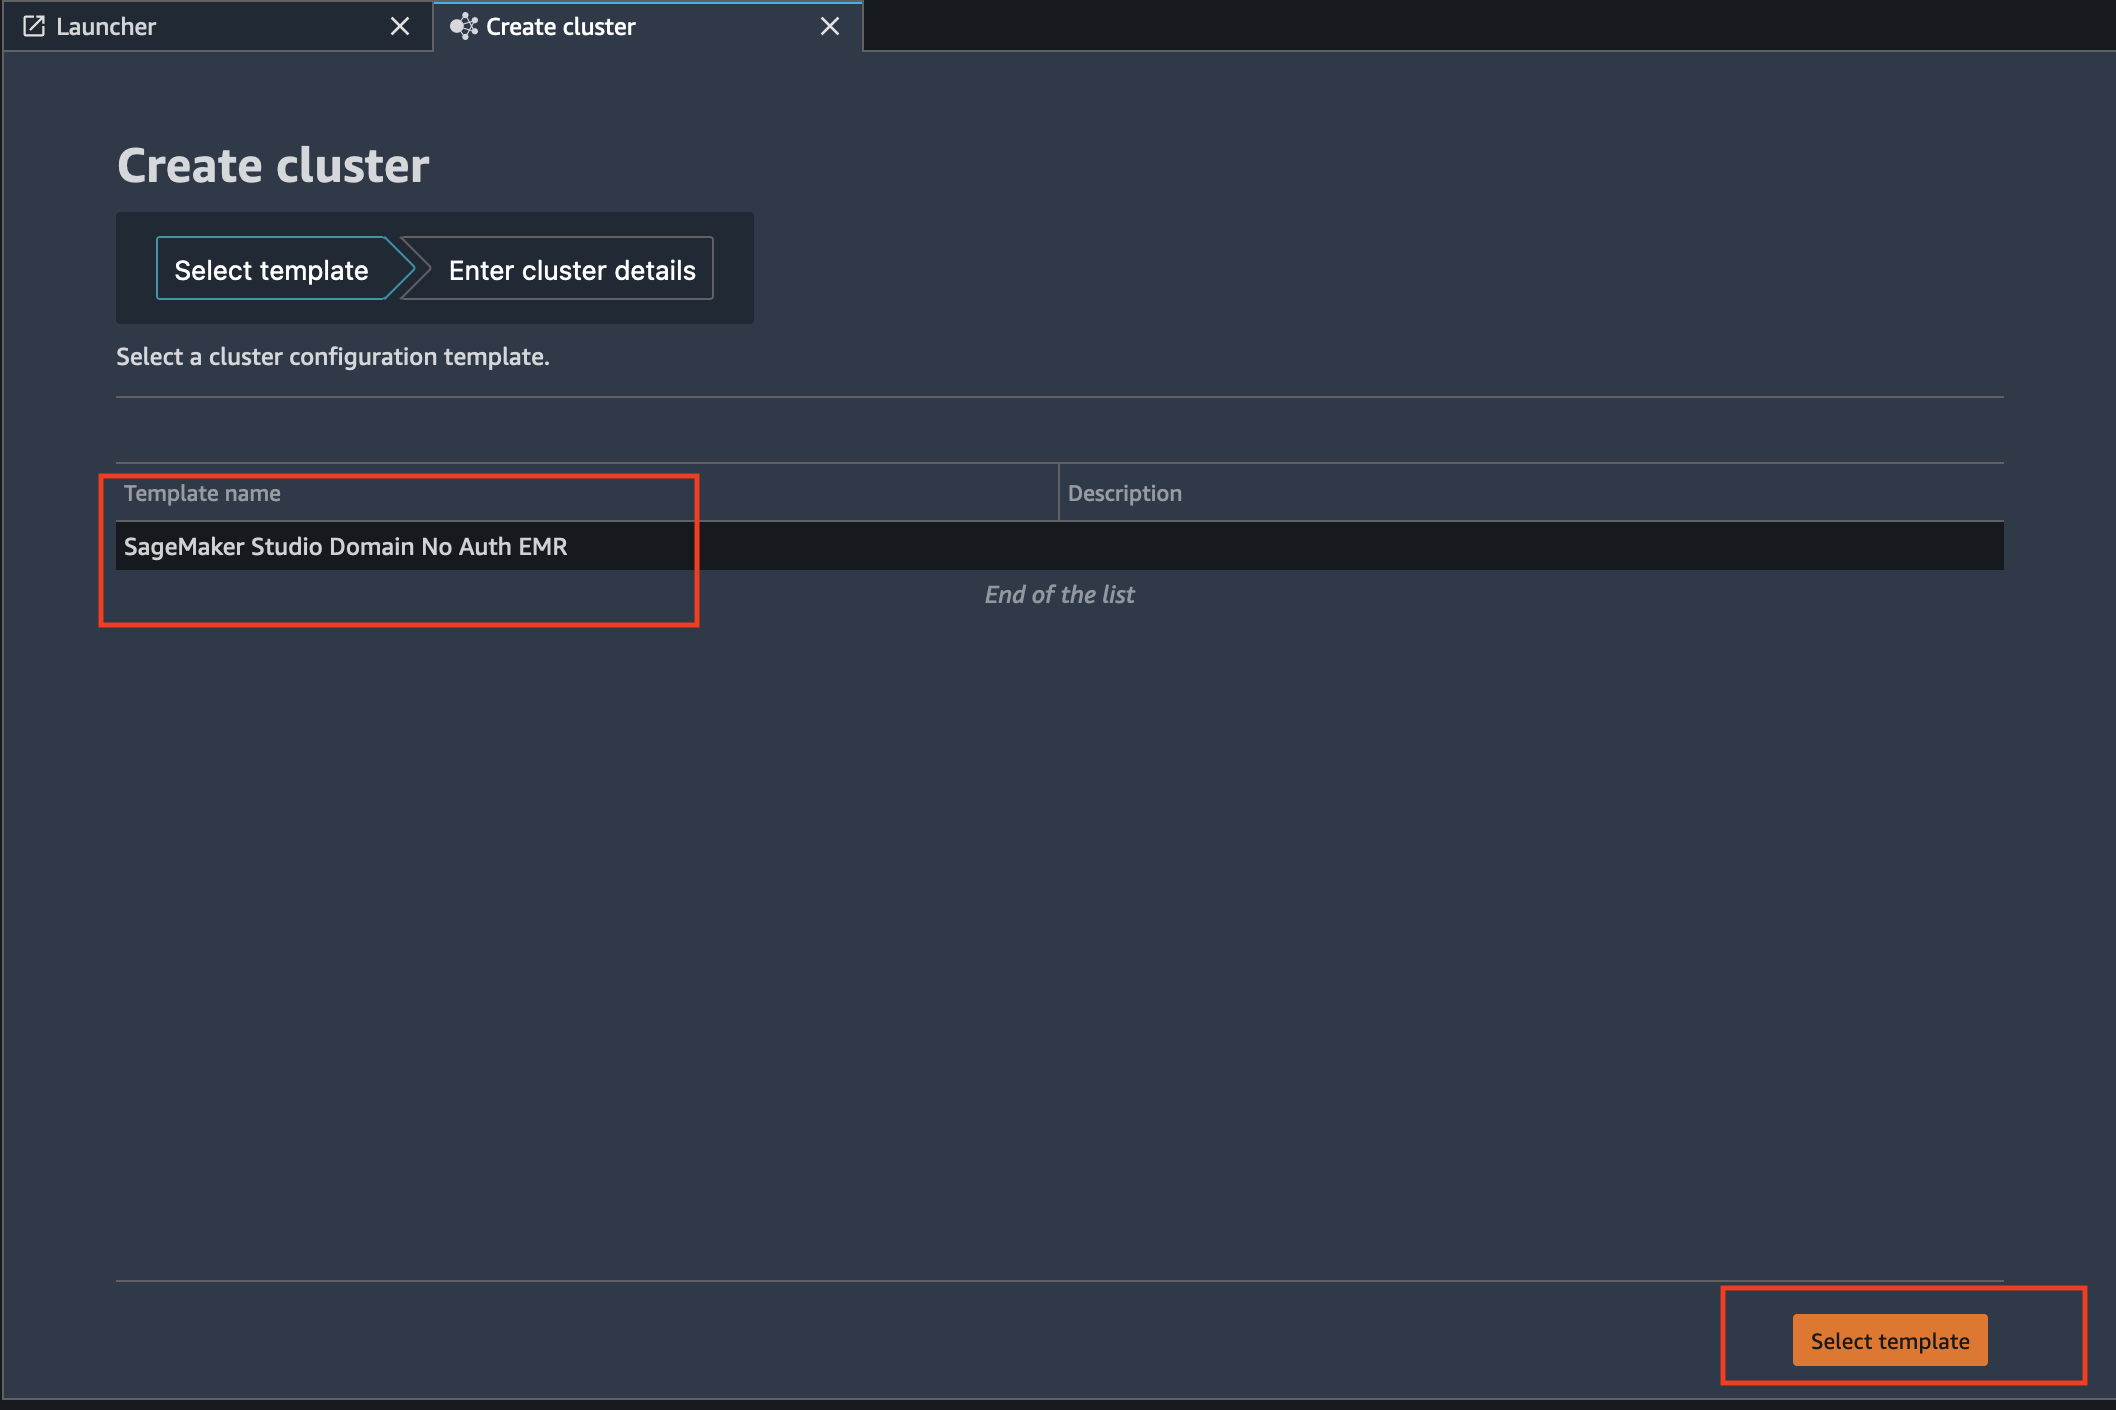 Launcher
Create cluster
Create cluster
Select template
Enter cluster details
Select a cluster configuration template.
Template name
Description
SageMaker Studio Domain No Auth EMR
End of the list
Select template